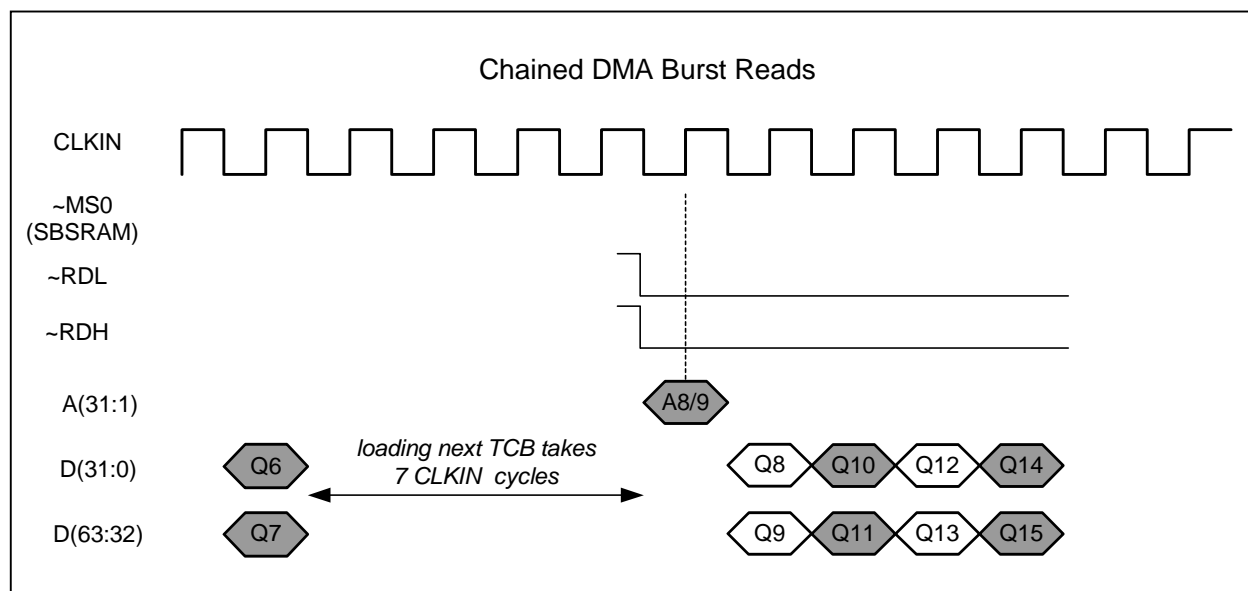 Chained DMA Burst Reads
CLKIN
~MS0
(SBSRAM)
~RDL
~RDH
A(31:1)
A8/9
D(31:0)
Q6
loading next TCB takes
7 CLKIN cycles
Q8
Q10
Q12
Q14
D(63:32)
Q7
Q9
Q11
Q13
Q15